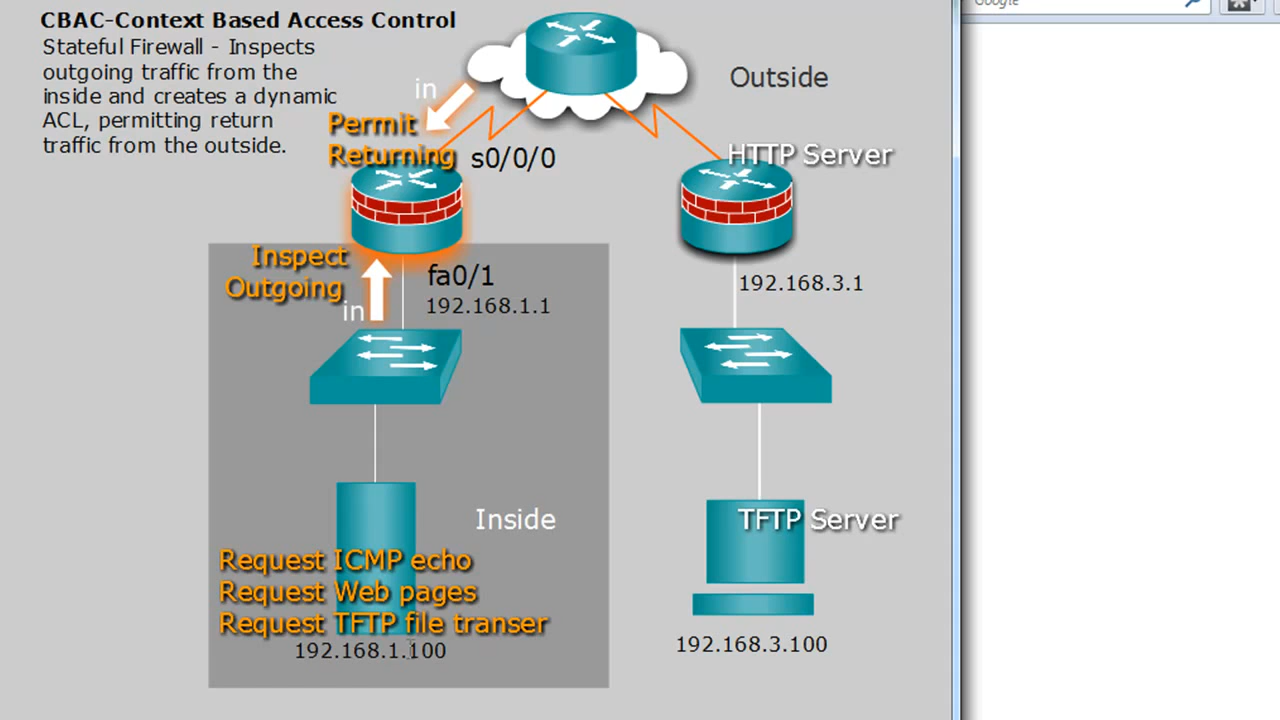 Google
CBAC-Context Based Access Control
Stateful Firewall - Inspects
outgoing traffic from the
inside and creates a dynamic
ACL, permitting return
traffic from the outside.
in
Outside
Permit
Returning
s0/0/0
HTTP Server
Inspect
Outgoing
in
fa0/1
192.168.1.1
192.168.3.1
Inside
TFTP Server
Request ICMP echo
Request Web pages
Request TFTP file transer
192.168.1.100
192.168.3.100